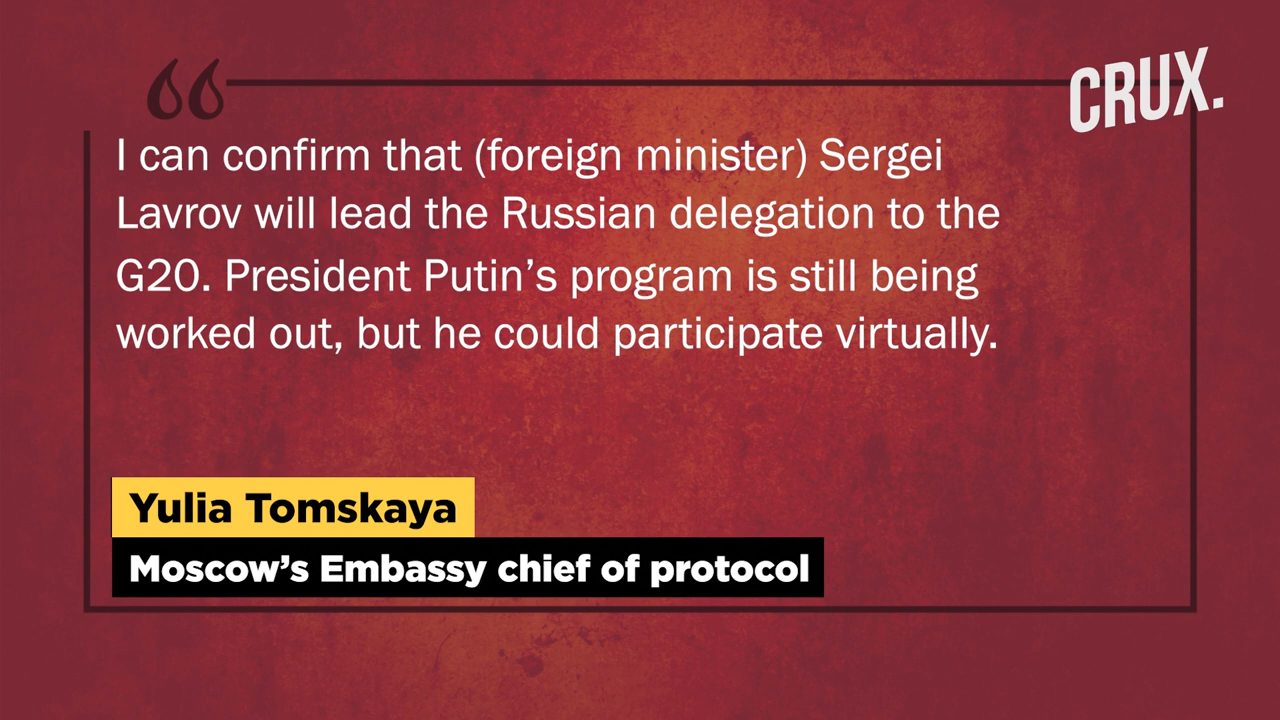 CRUX.
“
I can confirm that (foreign minister) Sergei
Lavrov will lead the Russian delegation to the
G20. President Putin’s program is still being
worked out, but he could participate virtually.
Yulia Tomskaya
Moscow’s Embassy chief of protocol